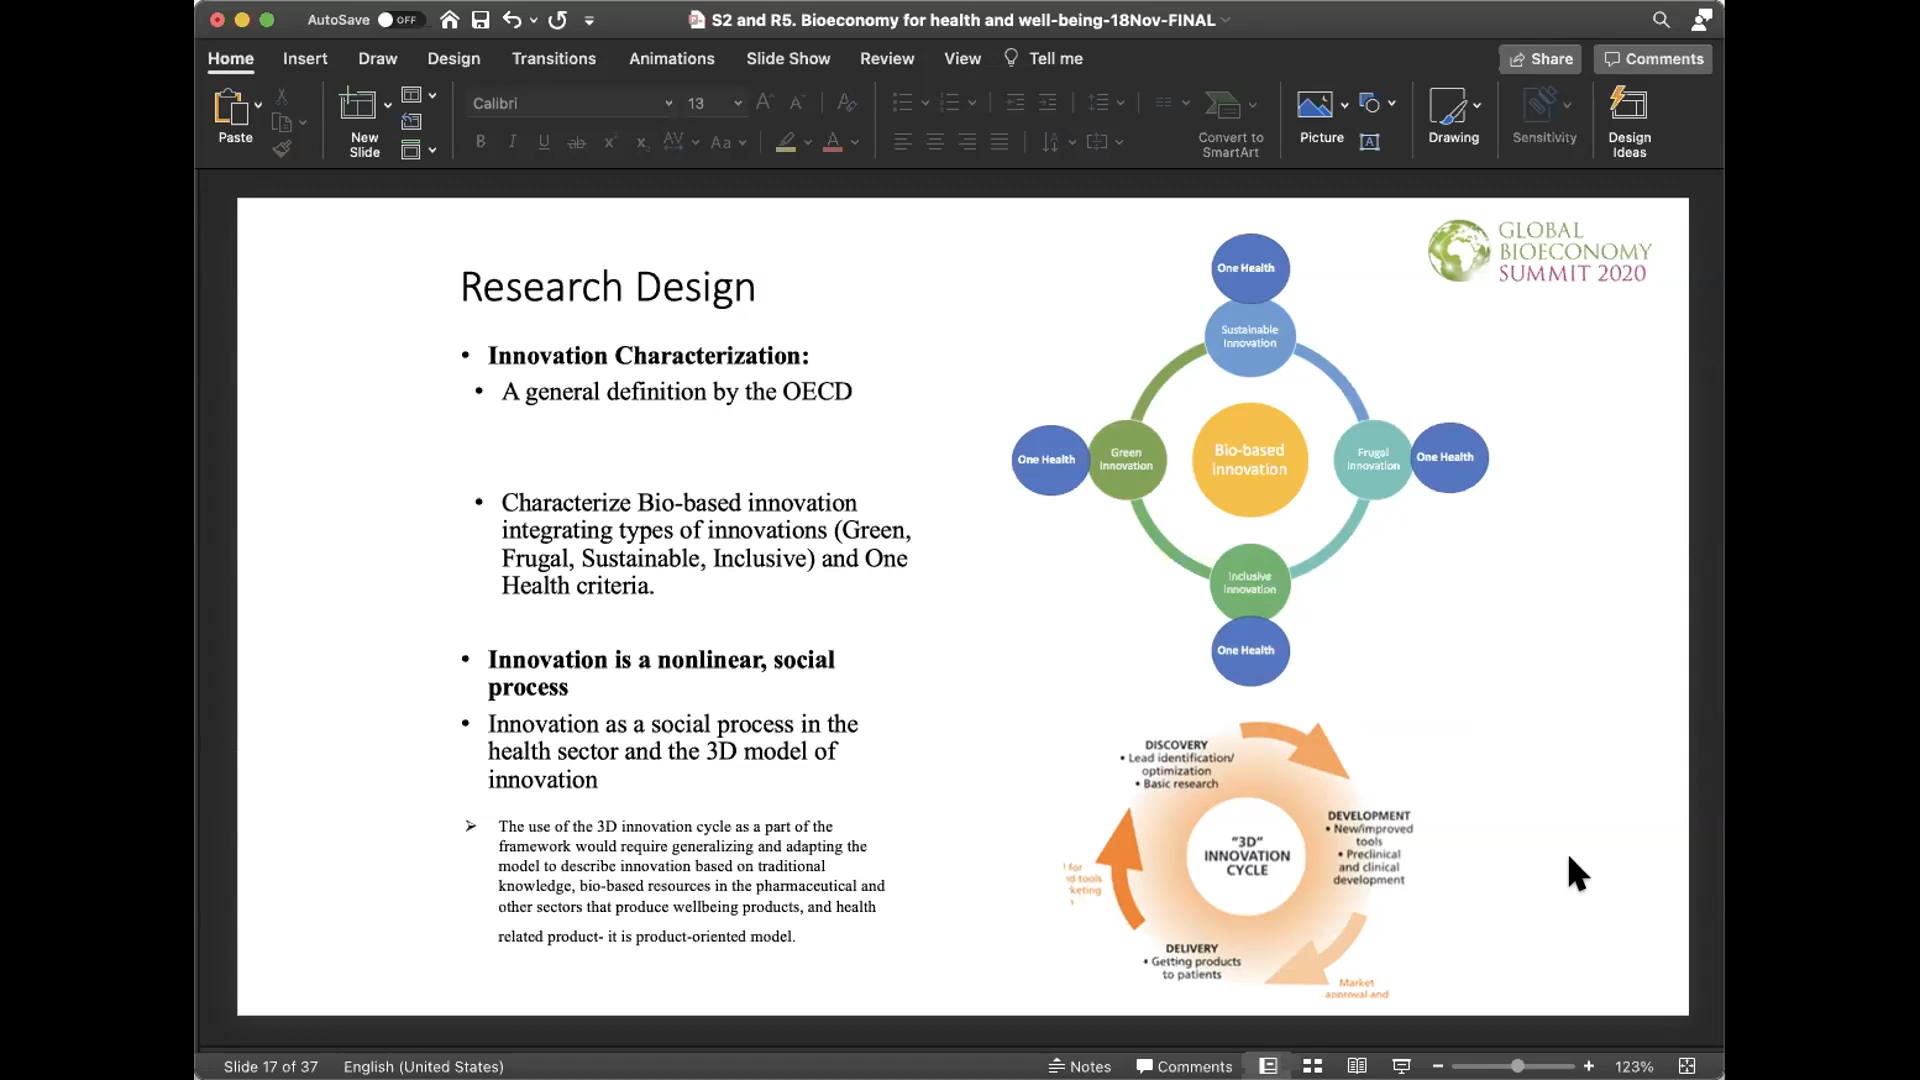 AutoSave OFF
S2 and R5. Bioeconomy for health and well-being-18Nov-FINAL
Home Insert Draw Design Transitions Animations Slide Show Review View Tell me
Share Comments
Paste
New
Slide
Calibri 13
Convert to
SmartArt
Picture
Drawing
Sensitivity
Design
Ideas
GLOBAL
BIOECONOMY
SUMMIT 2020
Research Design
• Innovation Characterization:
• A general definition by the OECD
• Characterize Bio-based innovation
integrating types of innovations (Green,
Frugal, Sustainable, Inclusive) and One
Health criteria.
• Innovation is a nonlinear, social
process
• Innovation as a social process in the
health sector and the 3D model of
innovation
➢ The use of the 3D innovation cycle as a part of the
framework would require generalizing and adapting the
model to describe innovation based on traditional
knowledge, bio-based resources in the pharmaceutical and
other sectors that produce wellbeing products, and health
related product- it is product-oriented model.
One Health
Sustainable
Innovation
One Health
Green
Innovation
Bio-based
innovation
Frugal
Innovation
One Health
Inclusive
Innovation
One Health
DISCOVERY
• Lead identification/
optimization
• Basic research
"3D"
INNOVATION
CYCLE
DEVELOPMENT
• New/improved
tools
• Preclinical
and clinical
development
for
tools
keting
DELIVERY
• Getting products
to patients
Market
approval and
Slide 17 of 37 English (United States)
Notes Comments 123%